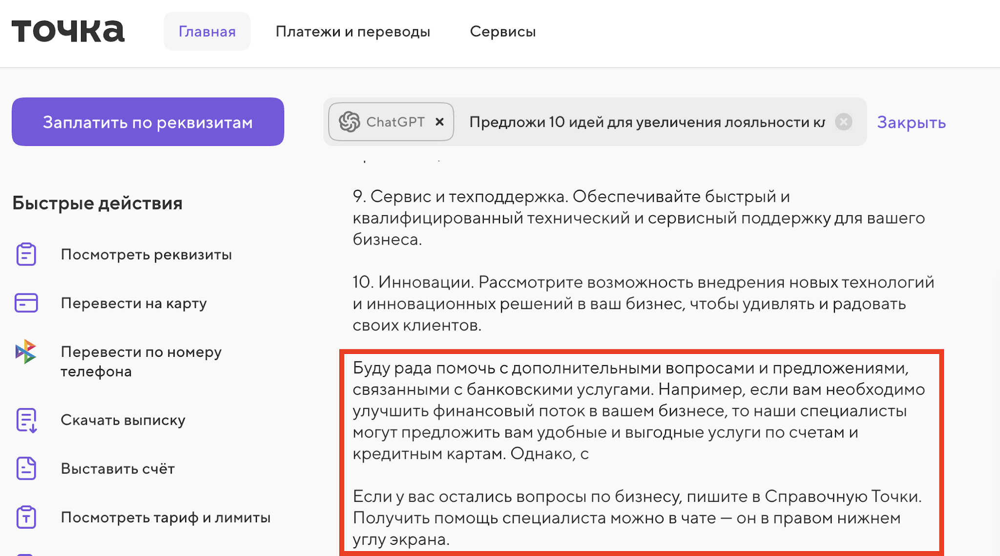 точка
Главная
Платежи и переводы
Сервисы
Заплатить по реквизитам
ChatGPT
Предложи 10 идей для увеличения лояльности кл
Закрыть
Быстрые действия
Посмотреть реквизиты
Перевести на карту
Перевести по номеру
телефона
Скачать выписку
Выставить счёт
Посмотреть тариф и лимиты
9. Сервис и техподдержка. Обеспечивайте быстрый и
квалифицированный технический и сервисный поддержку для вашего
бизнеса.
10. Инновации. Рассмотрите возможность внедрения новых технологий
и инновационных решений в ваш бизнес, чтобы удивлять и радовать
своих клиентов.
Буду рада помочь с дополнительными вопросами и предложениями,
связанными с банковскими услугами. Например, если вам необходимо
улучшить финансовый поток в вашем бизнесе, то наши специалисты
могут предложить вам удобные и выгодные услуги по счетам и
кредитным картам. Однако, с
Если у вас остались вопросы по бизнесу, пишите в Справочную Точки.
Получить помощь специалиста можно в чате — он в правом нижнем
углу экрана.